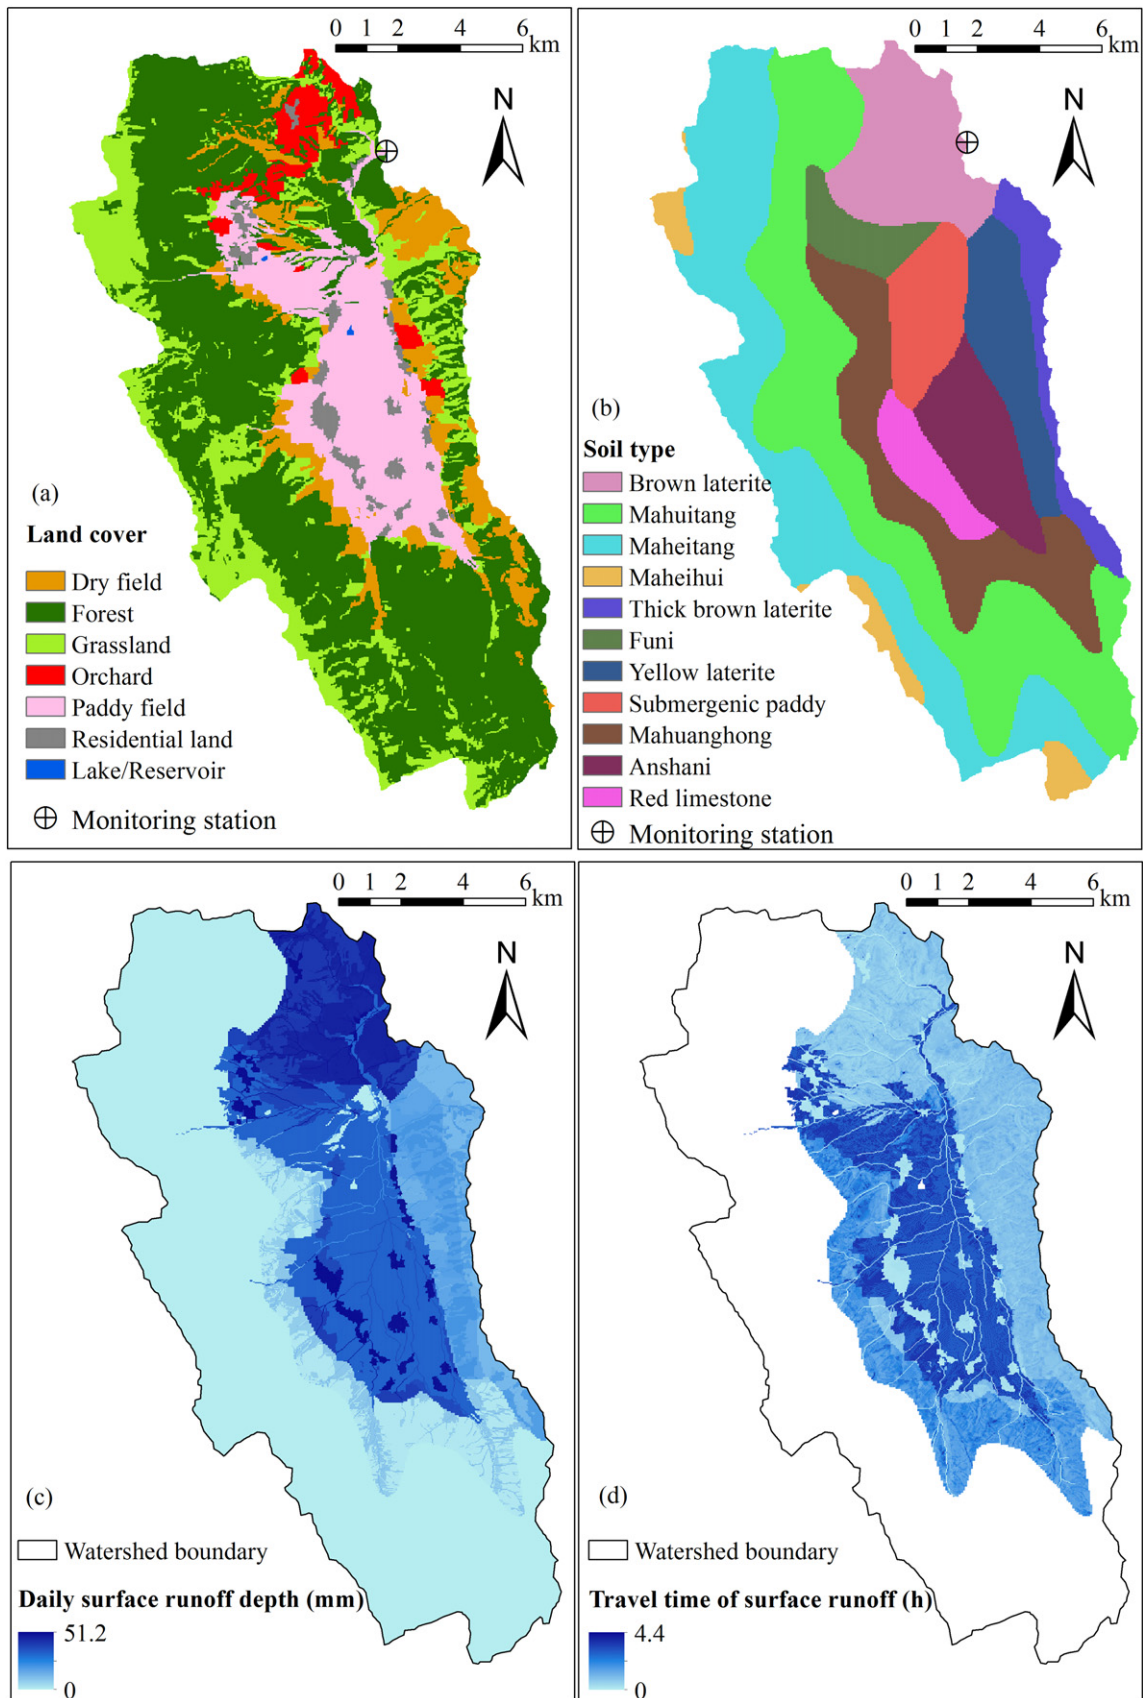 0 1 2 4 6
km
N
(a)
Land cover
Dry field
Forest
Grassland
Orchard
Paddy field
Residential land
Lake/Reservoir
Monitoring station
0 1 2 4 6
km
N
(b)
Soil type
Brown laterite
Mahuitang
Maheitang
Maheihui
Thick brown laterite
Funi
Yellow laterite
Submergenic paddy
Mahuanghong
Anshani
Red limestone
Monitoring station
0 1 2 4 6
km
N
(c)
Watershed boundary
Daily surface runoff depth (mm)
51.2
0
0 1 2 4 6
km
N
(d)
Watershed boundary
Travel time of surface runoff (h)
4.4
0